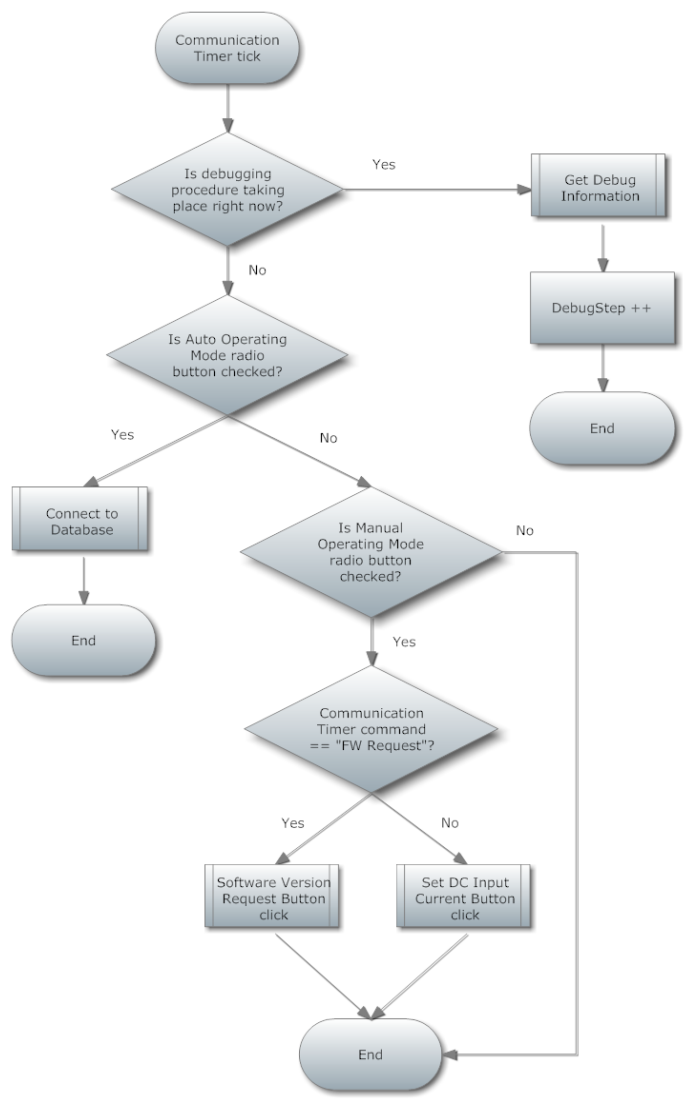 Communication
Timer tick
Is debugging
procedure taking
place right now?
Yes
Get Debug
Information
No
DebugStep ++
Is Auto Operating
Mode radio
button checked?
End
Yes
No
Connect to
Database
Is Manual
Operating Mode
radio button
checked?
No
End
Yes
Communication
Timer command
== "FW Request"?
Yes
No
Software Version
Request Button
click
Set DC Input
Current Button
click
End